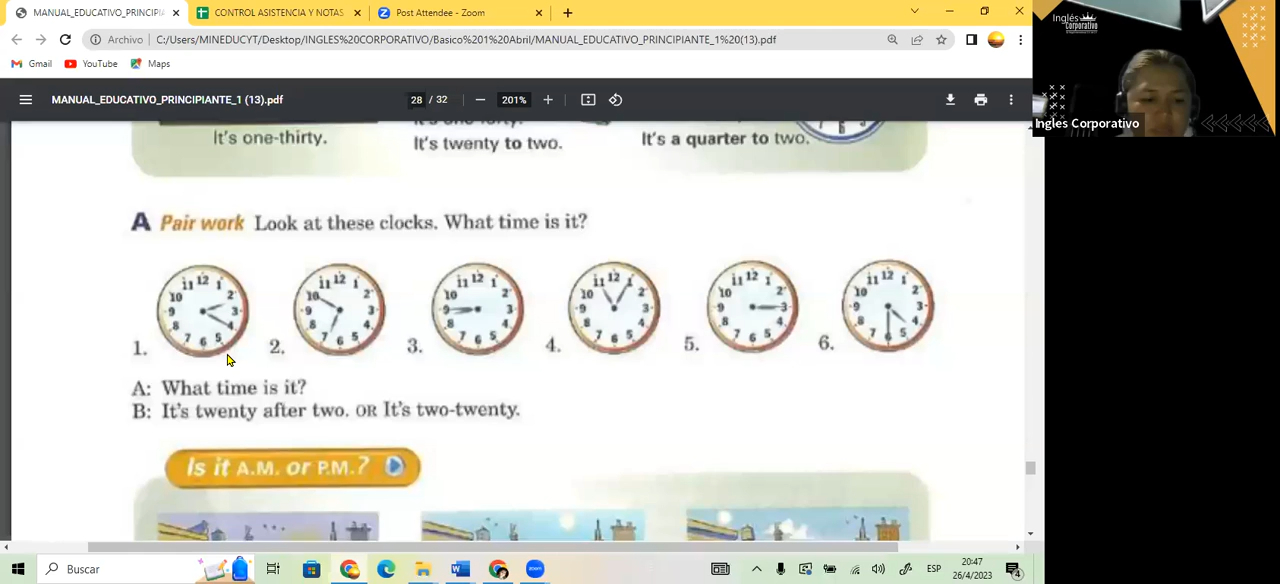 MANUAL_EDUCATIVO_PRINCIPIA
CONTROL ASISTENCIA Y NOTAS
Post Attendee - Zoom
Archivo
C:/Users/MINEDUCYT/Desktop/INGLES%20CORPORATIVO/Basico%201%20Abril/MANUAL_EDUCATIVO_PRINCIPIANTE_1%20(13).pdf
Gmail
YouTube
Maps
MANUAL_EDUCATIVO_PRINCIPIANTE_1 (13).pdf
28 / 32
201%
Inglés
Corporativo
Ingles Corporativo
It's one-thirty.
It's twenty to two.
It's a quarter to two.
A Pair work Look at these clocks. What time is it?
1.
2.
3.
4.
5.
6.
A: What time is it?
B: It's twenty after two. OR It's two-twenty.
Is it A.M. or P.M.?
Buscar
ESP
20:47
26/4/2023
4